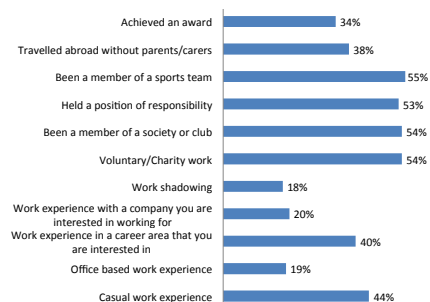 Achieved an award 34%
Travelled abroad without parents/carers 38%
Been a member of a sports team 55%
Held a position of responsibility 53%
Been a member of a society or club 54%
Voluntary/Charity work 54%
Work shadowing 18%
Work experience with a company you are
interested in working for 20%
Work experience in a career area that you
are interested in 40%
Office based work experience 19%
Casual work experience 44%